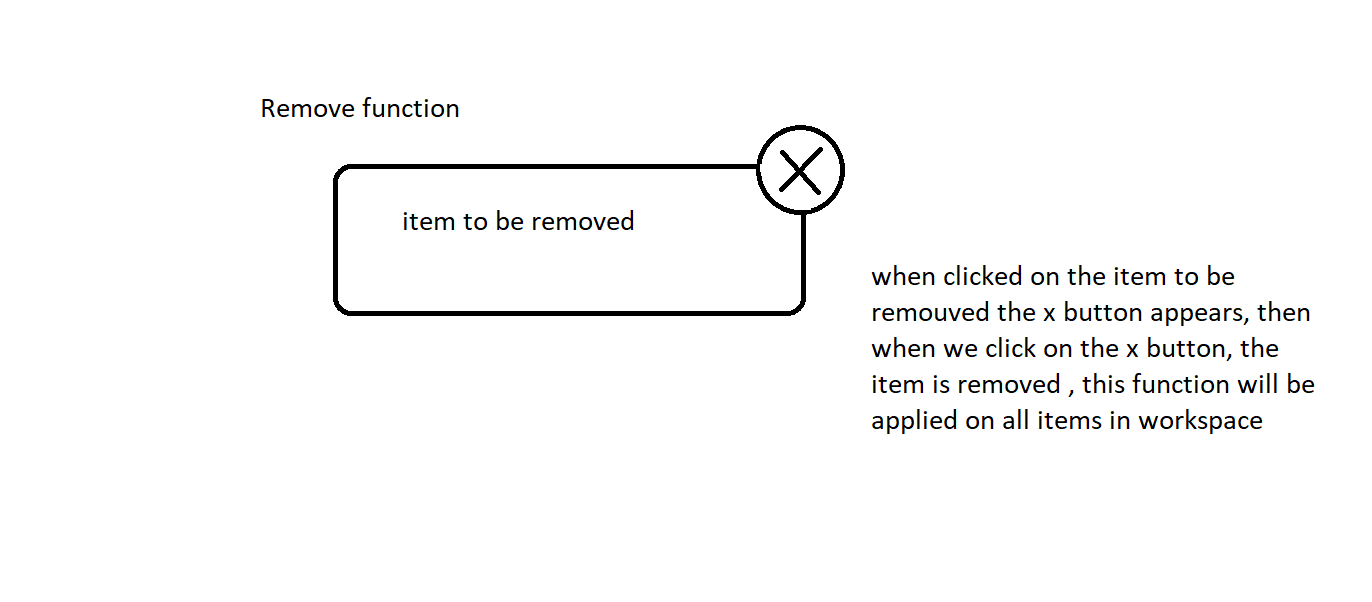 Remove function
item to be removed
when clicked on the item to be
remouved the x button appears, then
when we click on the x button, the
item is removed , this function will be
applied on all items in workspace